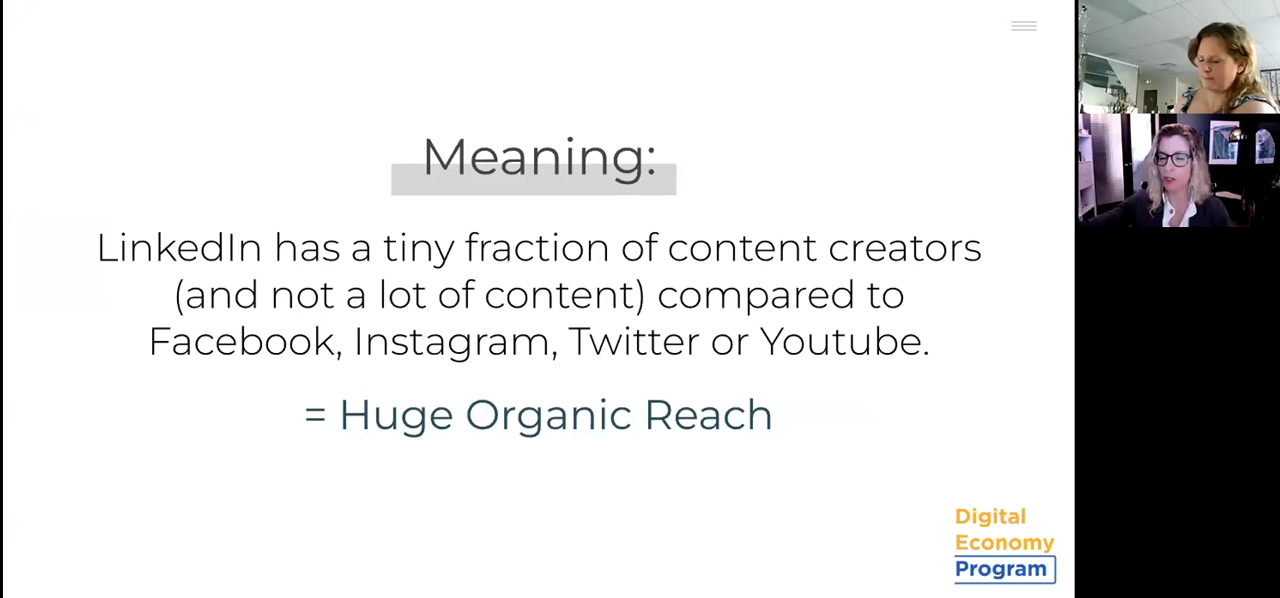 Meaning:
LinkedIn has a tiny fraction of content creators
(and not a lot of content) compared to
Facebook, Instagram, Twitter or Youtube.
= Huge Organic Reach
Digital
Economy
Program